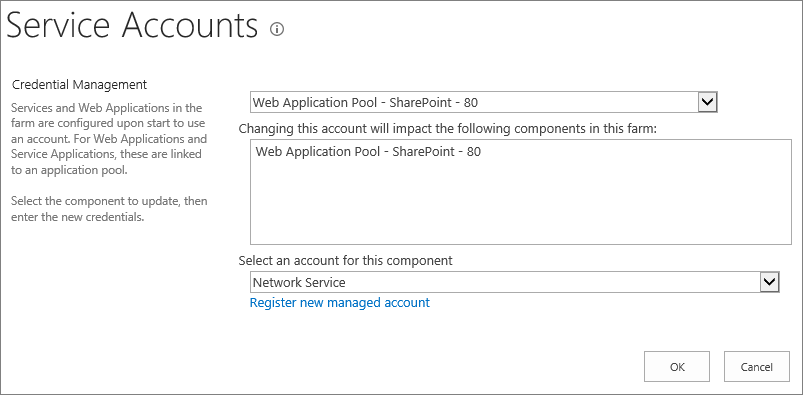 Service Accounts
Credential Management
Services and Web Applications in the
farm are configured upon start to use
an account. For Web Applications and
Service Applications, these are linked
to an application pool.
Select the component to update, then
enter the new credentials.
Web Application Pool - SharePoint - 80
Changing this account will impact the following components in this farm:
Web Application Pool - SharePoint - 80
Select an account for this component
Network Service
Register new managed account
OK
Cancel